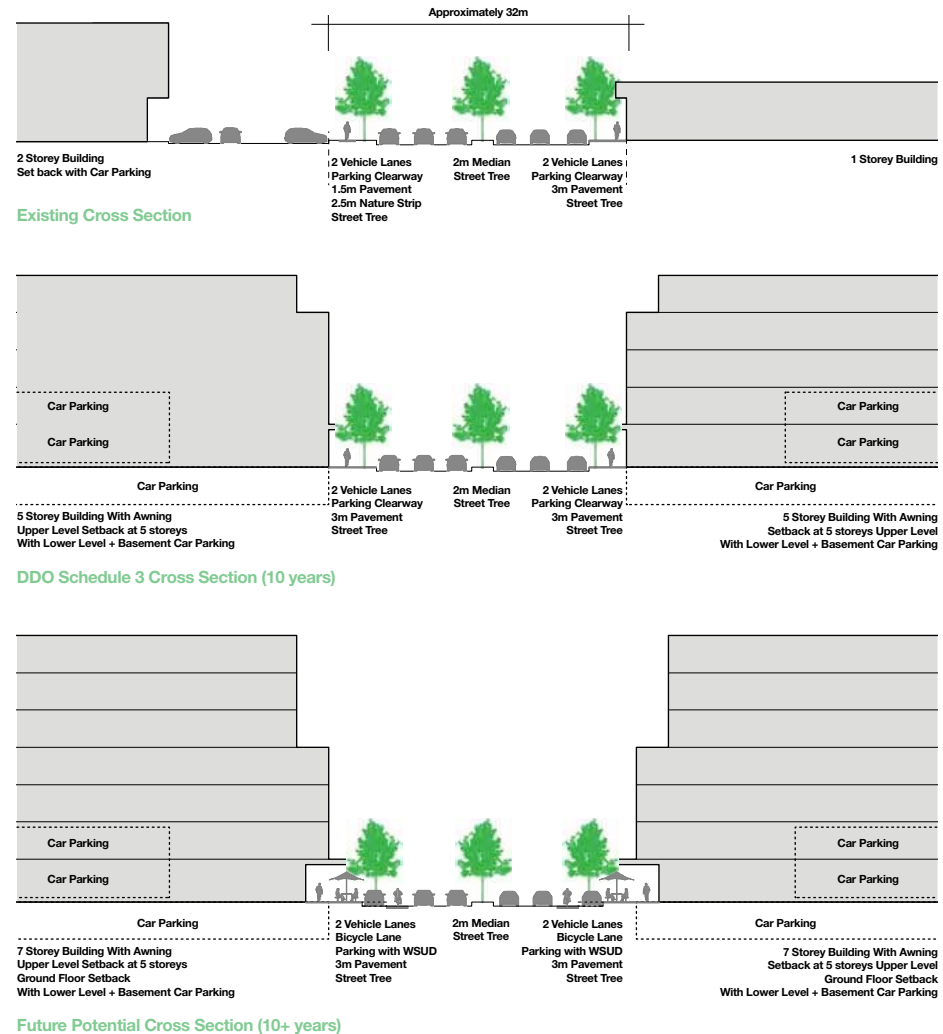 Approximately 32m
2 Storey Building
Set back with Car Parking
2 Vehicle Lanes
Parking Clearway
1.5m Pavement
2.5m Nature Strip
Street Tree
2m Median
Street Tree
2 Vehicle Lanes
Parking Clearway
3m Pavement
Street Tree
1 Storey Building
Existing Cross Section
Car Parking
Car Parking
Car Parking
Car Parking
Car Parking
Car Parking
5 Storey Building With Awning
Upper Level Setback at 5 storeys
With Lower Level + Basement Car Parking
2 Vehicle Lanes
Parking Clearway
3m Pavement
Street Tree
2m Median
Street Tree
2 Vehicle Lanes
Parking Clearway
3m Pavement
Street Tree
5 Storey Building With Awning
Setback at 5 storeys Upper Level
With Lower Level + Basement Car Parking
DDO Schedule 3 Cross Section (10 years)
Car Parking
Car Parking
Car Parking
Car Parking
Car Parking
Car Parking
7 Storey Building With Awning
Upper Level Setback at 5 storeys
Ground Floor Setback
With Lower Level + Basement Car Parking
2 Vehicle Lanes
Bicycle Lane
Parking with WSUD
3m Pavement
Street Tree
2m Median
Street Tree
2 Vehicle Lanes
Bicycle Lane
Parking with WSUD
3m Pavement
Street Tree
7 Storey Building With Awning
Setback at 5 storeys Upper Level
Ground Floor Setback
With Lower Level + Basement Car Parking
Future Potential Cross Section (10+ years)